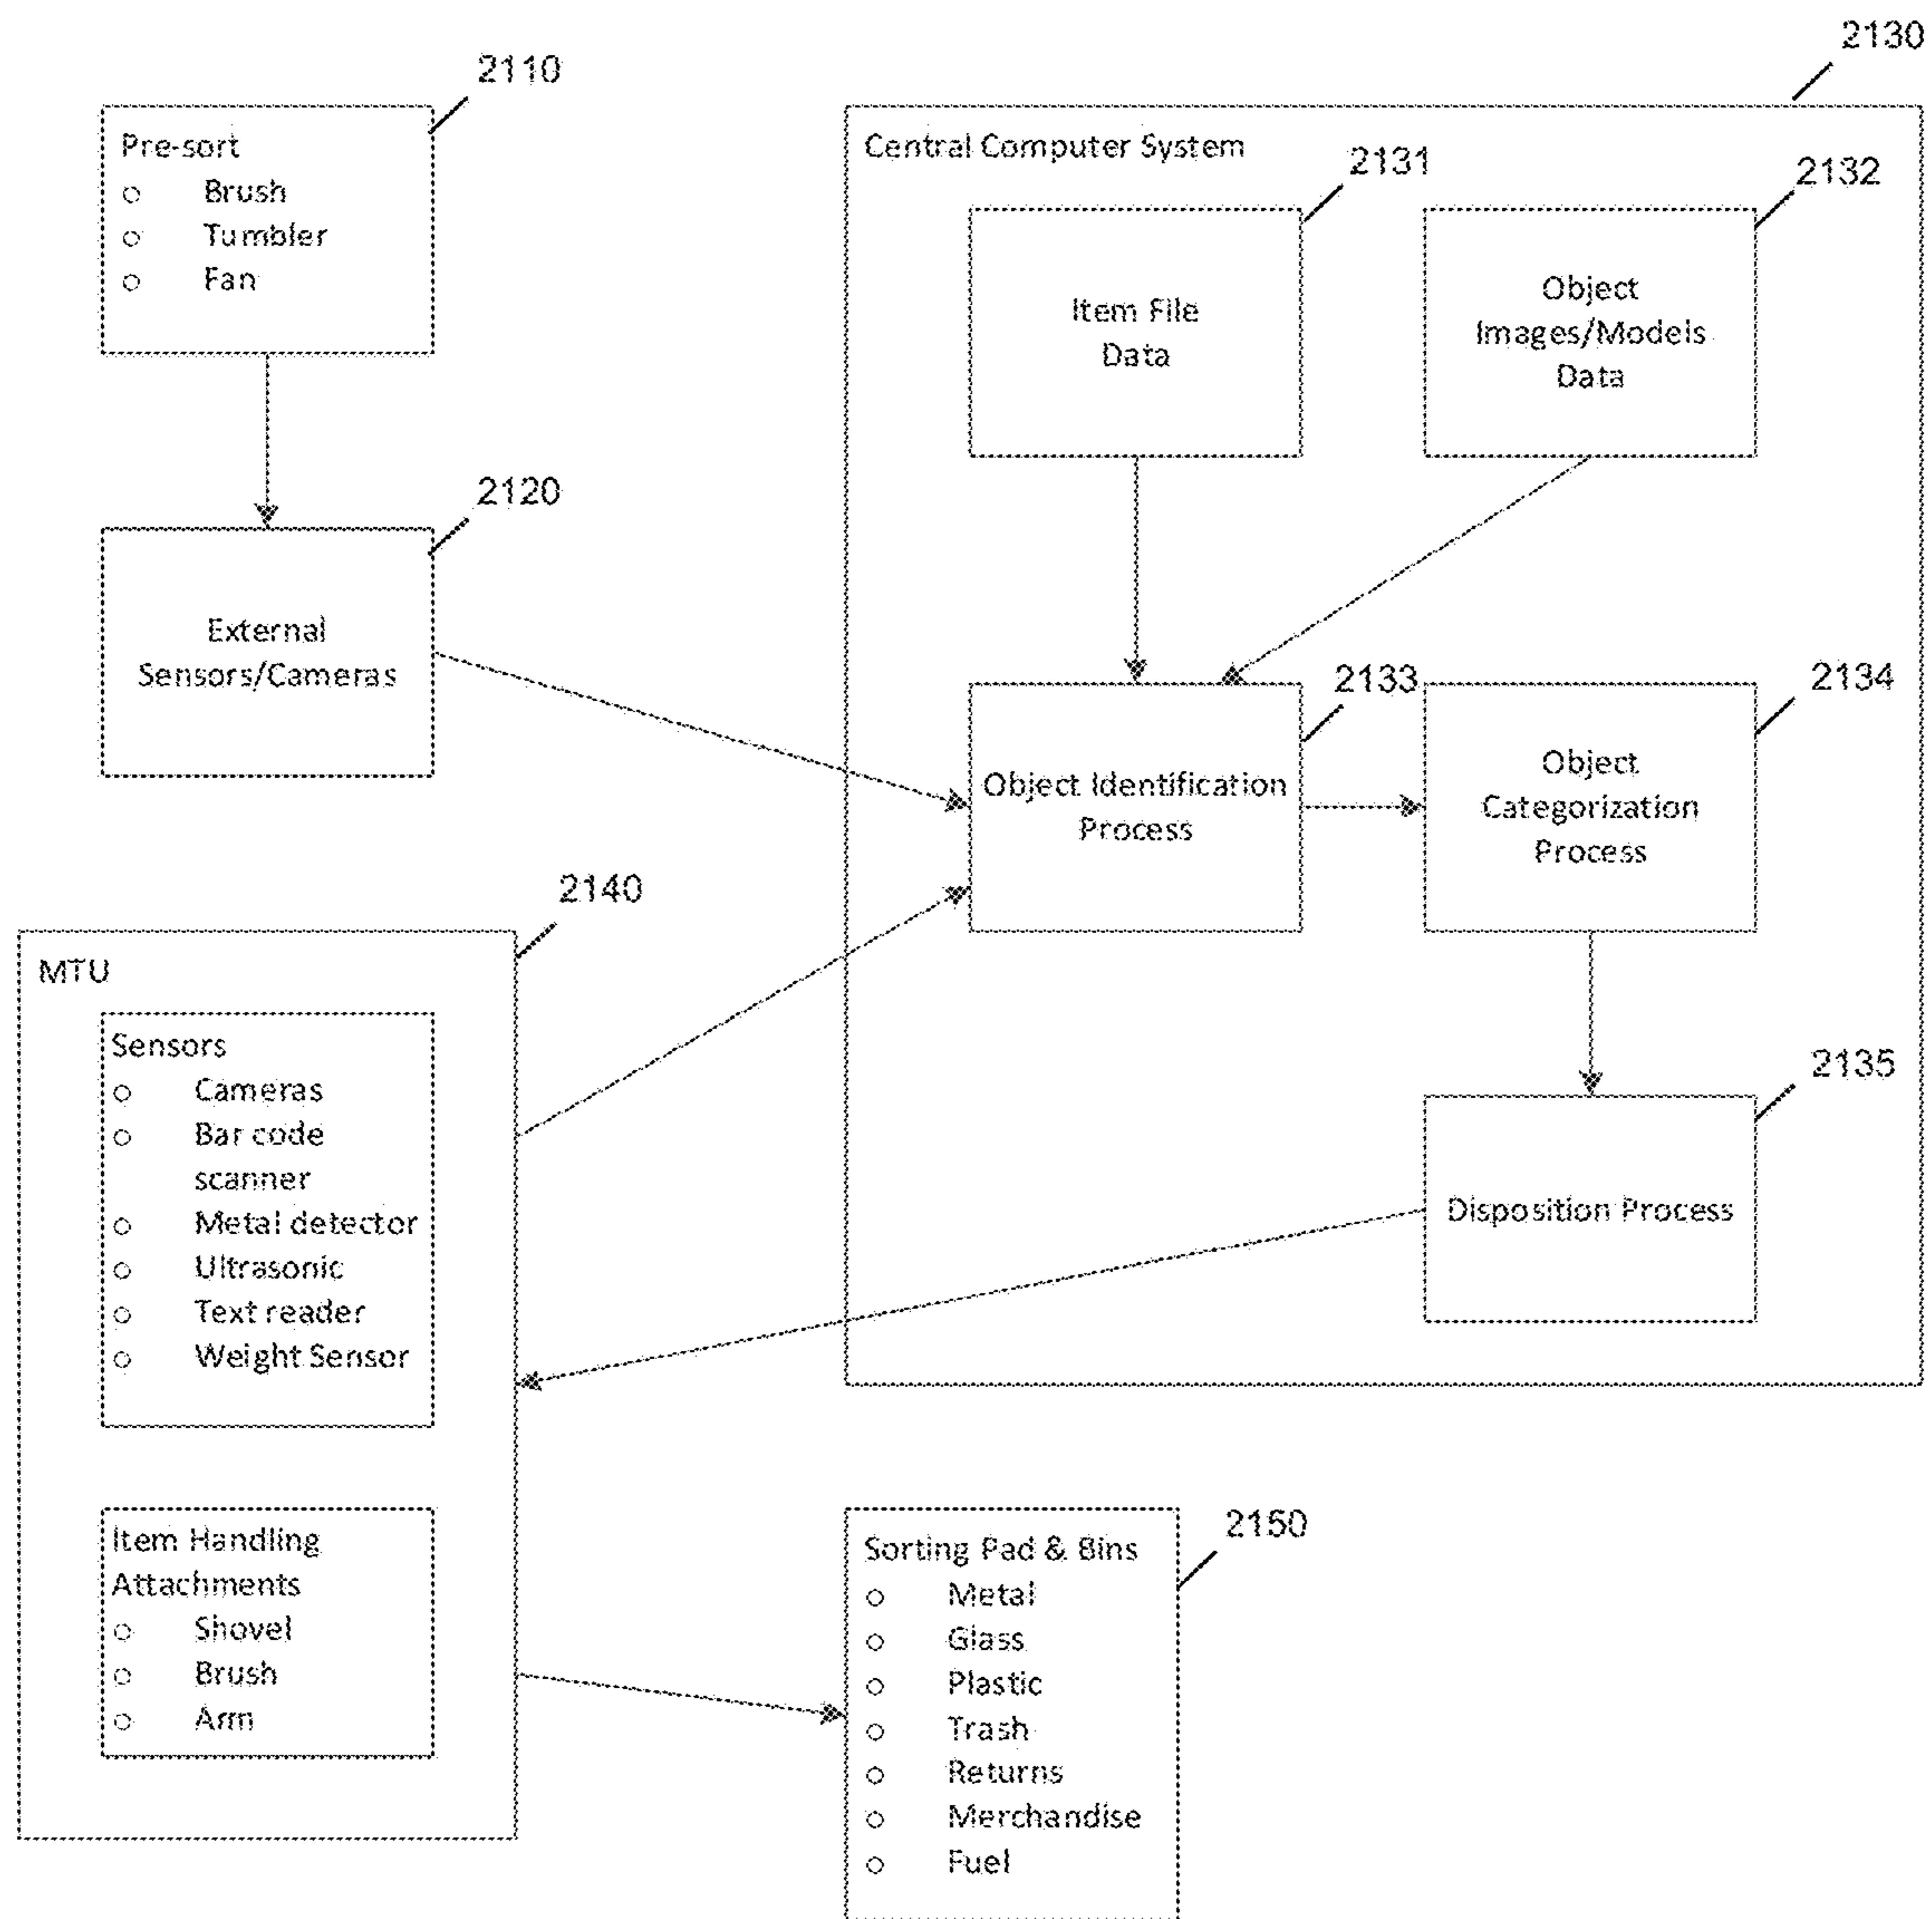 2110
Pre-sort
○ Brush
○ Tumbler
○ Fan
2120
External
Sensors/Cameras
2130
Central Computer System
2131
Item File
Data
2132
Object
Images/Models
Data
2133
Object Identification
Process
2134
Object
Categorization
Process
2135
Disposition Process
2140
MTU
Sensors
○ Cameras
○ Bar code
scanner
○ Metal detector
○ Ultrasonic
○ Text reader
○ Weight Sensor
Item Handling
Attachments
○ Shovel
○ Brush
○ Arm
2150
Sorting Pad & Bins
○ Metal
○ Glass
○ Plastic
○ Trash
○ Returns
○ Merchandise
○ Fuel